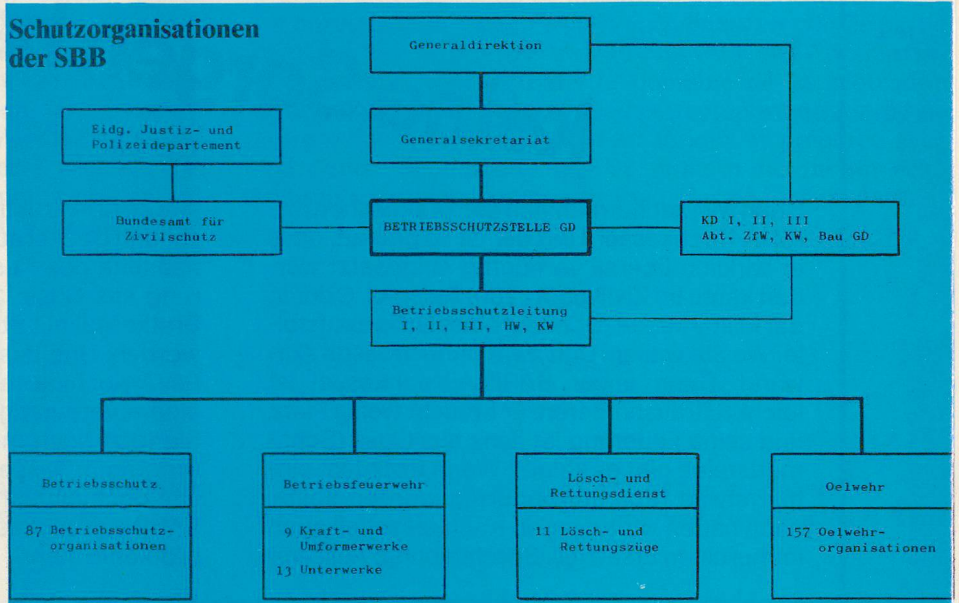 Schutzorganisationen
der SBB
Generaldirektion
Eidg. Justiz- und
Polizeidepartement
Generalsekretariat
Bundesamt für
Zivilschutz
BETRIEBSSCHUTZSTELLE GD
KD I, II, III
Abt. ZfW, KW, Bau GD
Betriebsschutzleitung
I, II, III, HW, KW
Betriebsschutz
87 Betriebsschutz-
organisationen
Betriebsfeuerwehr
9 Kraft- und
Umformerwerke
13 Unterwerke
Lösch- und
Rettungsdienst
11 Lösch- und
Rettungszüge
Oelwehr
157 Oelwehr-
organisationen